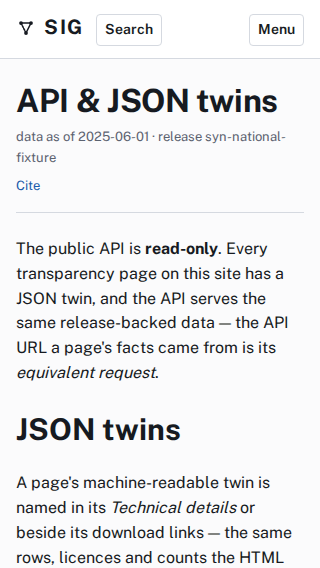 SIG
Search
Menu
API & JSON twins
data as of 2025-06-01 · release syn-national-
fixture
Cite
The public API is read-only. Every
transparency page on this site has a
JSON twin, and the API serves the
same release-backed data — the API
URL a page's facts came from is its
equivalent request.
JSON twins
A page's machine-readable twin is
named in its Technical details or
beside its download links — the same
rows, licences and counts the HTML